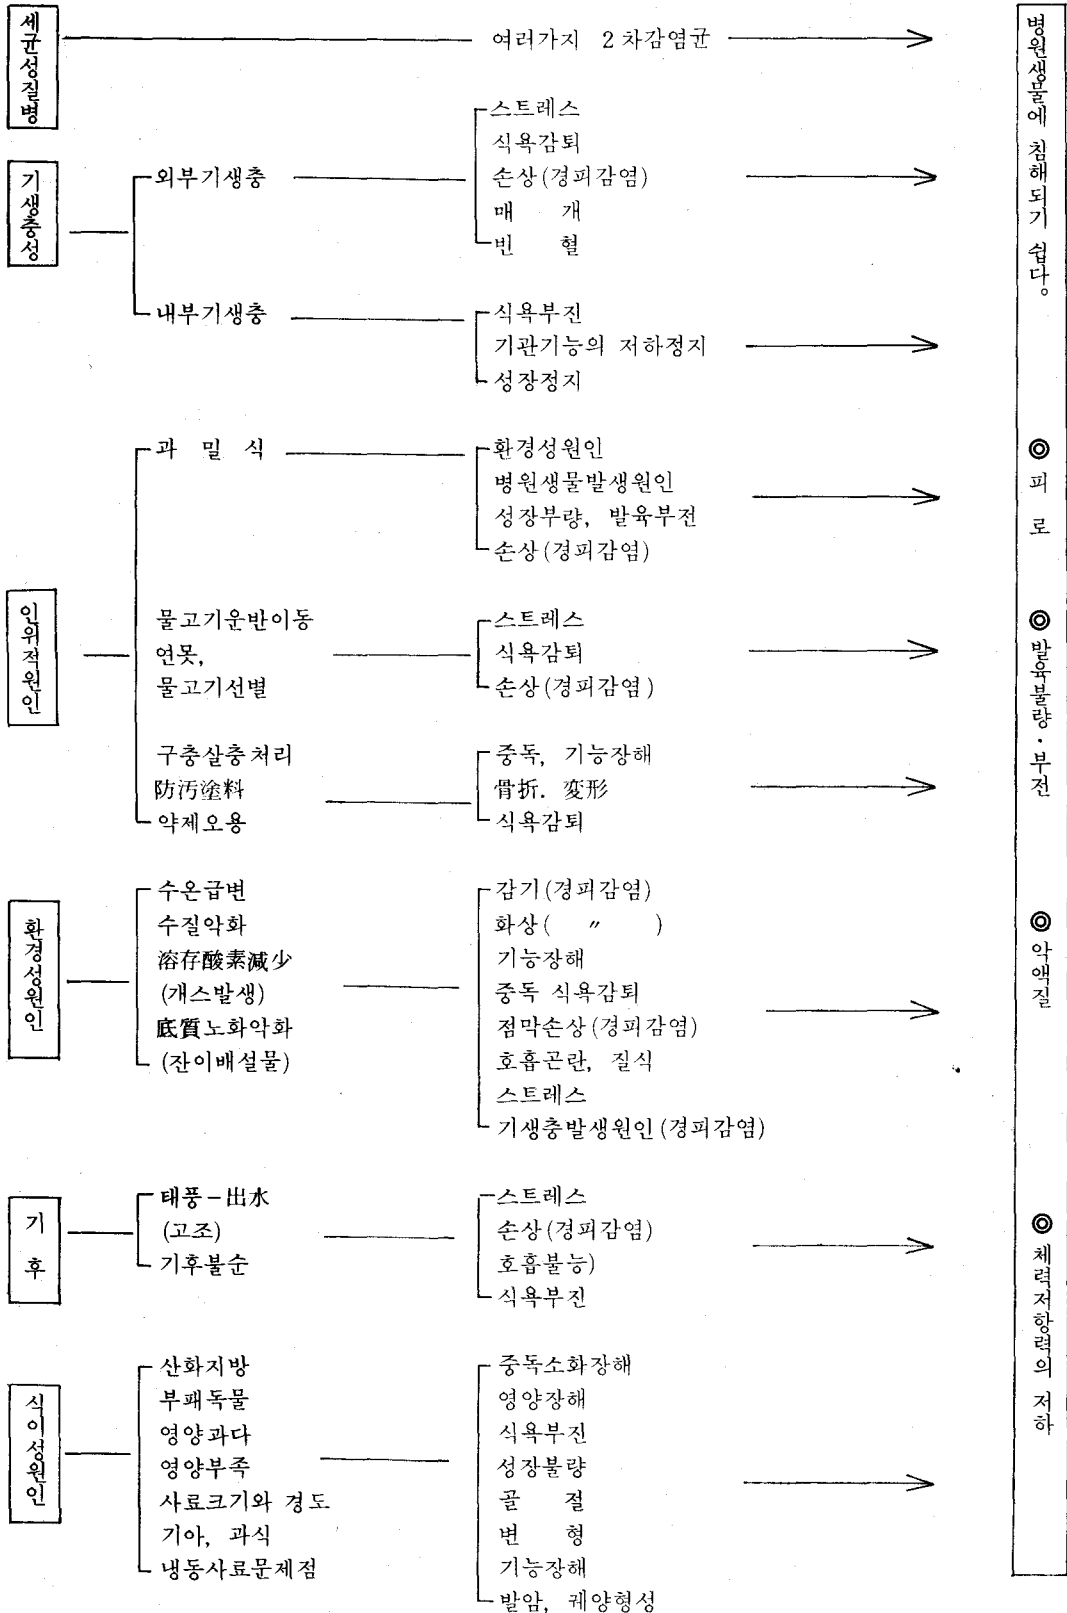 세균성질병
여러가지 2차감염균
기생충성
외부기생충
스트레스
식욕감퇴
손상(경피감염)
매 개
빈 혈
내부기생충
식욕부진
기관기능의 저하정지
성장정지
인위적원인
과 밀 식
환경성원인
병원생물발생원인
성장부량, 발육부전
손상(경피감염)
물고기운반이동
연못,
물고기선별
스트레스
식욕감퇴
손상(경피감염)
구충살충처리
防汚塗料
약제오용
중독, 기능장해
骨折. 変形
식욕감퇴
환경성원인
수온급변
수질악화
溶存酸素減少
(개스발생)
底質노화악화
(잔이배설물)
감기(경피감염)
화상( 〃 )
기능장해
중독 식욕감퇴
점막손상(경피감염)
호흡곤란, 질식
스트레스
기생충발생원인(경피감염)
기 후
태풍-出水
(고조)
기후불순
스트레스
손상(경피감염)
호흡불능)
식욕부진
식이성원인
산화지방
부패독물
영양과다
영양부족
사료크기와 경도
기아, 과식
냉동사료문제점
중독소화장해
영양장해
식욕부진
성장불량
골 절
변 형
기능장해
발암, 궤양형성
병원생물에 침해되기 쉽다。
◎ 피 로
◎ 발육불량·부전
◎ 악액질
◎ 체력저항력의 저하